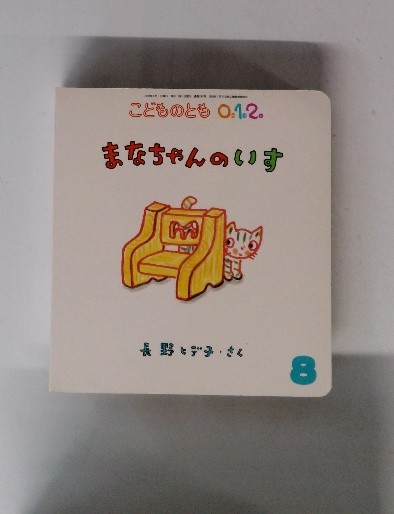 こどものとも 0.1.2.
まなちゃんのいす
長野ヒデ子・さく
8